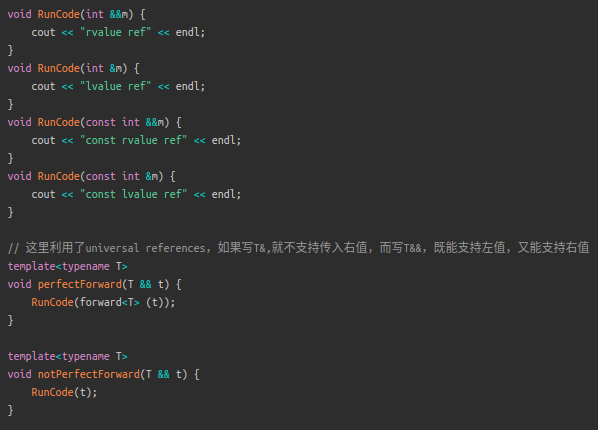 void RunCode(int &&m) {
    cout << "rvalue ref" << endl;
}
void RunCode(int &m) {
    cout << "lvalue ref" << endl;
}
void RunCode(const int &&m) {
    cout << "const rvalue ref" << endl;
}
void RunCode(const int &m) {
    cout << "const lvalue ref" << endl;
}

// 这里利用了universal references，如果写T&,就不支持传入右值，而写T&&，既能支持左值，又能支持右值
template<typename T>
void perfectForward(T && t) {
    RunCode(forward<T> (t));
}

template<typename T>
void notPerfectForward(T && t) {
    RunCode(t);
}